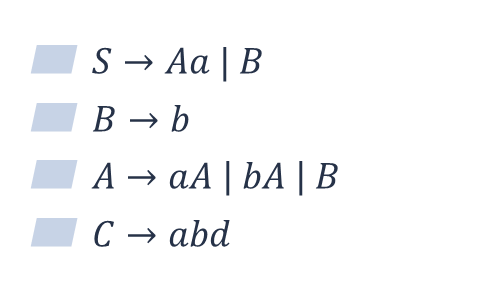 S → Aa | B
B → b
A → aA | bA | B
C → abd